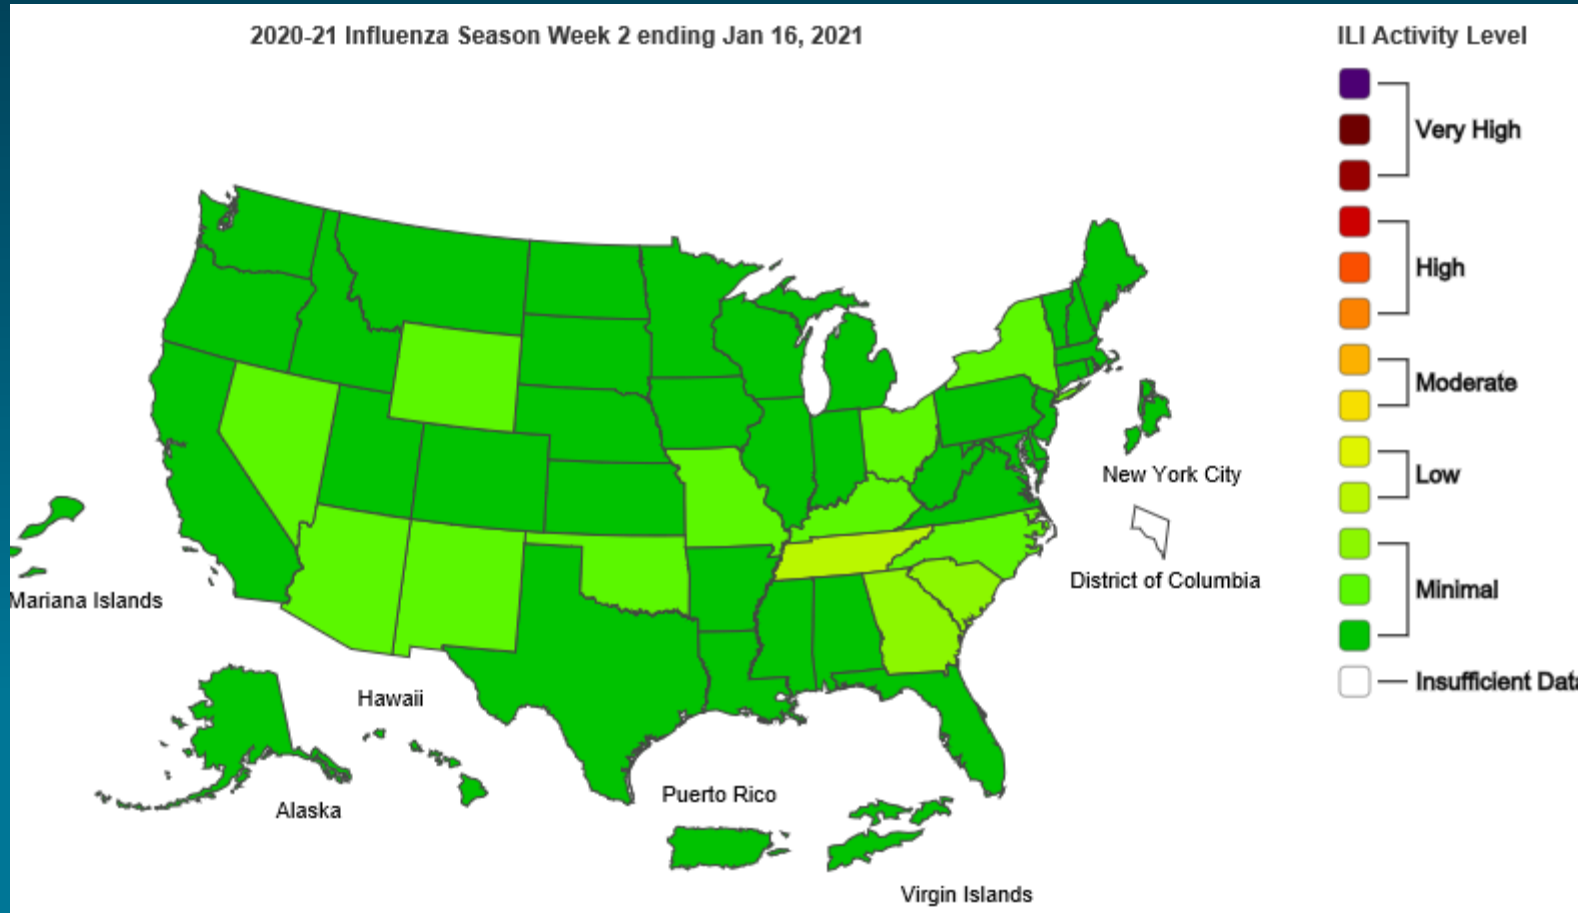 2020-21 Influenza Season Week 2 ending Jan 16, 2021
ILI Activity Level
Very High
High
Moderate
Low
Minimal
Insufficient Data
New York City
District of Columbia
Mariana Islands
Hawaii
Alaska
Puerto Rico
Virgin Islands